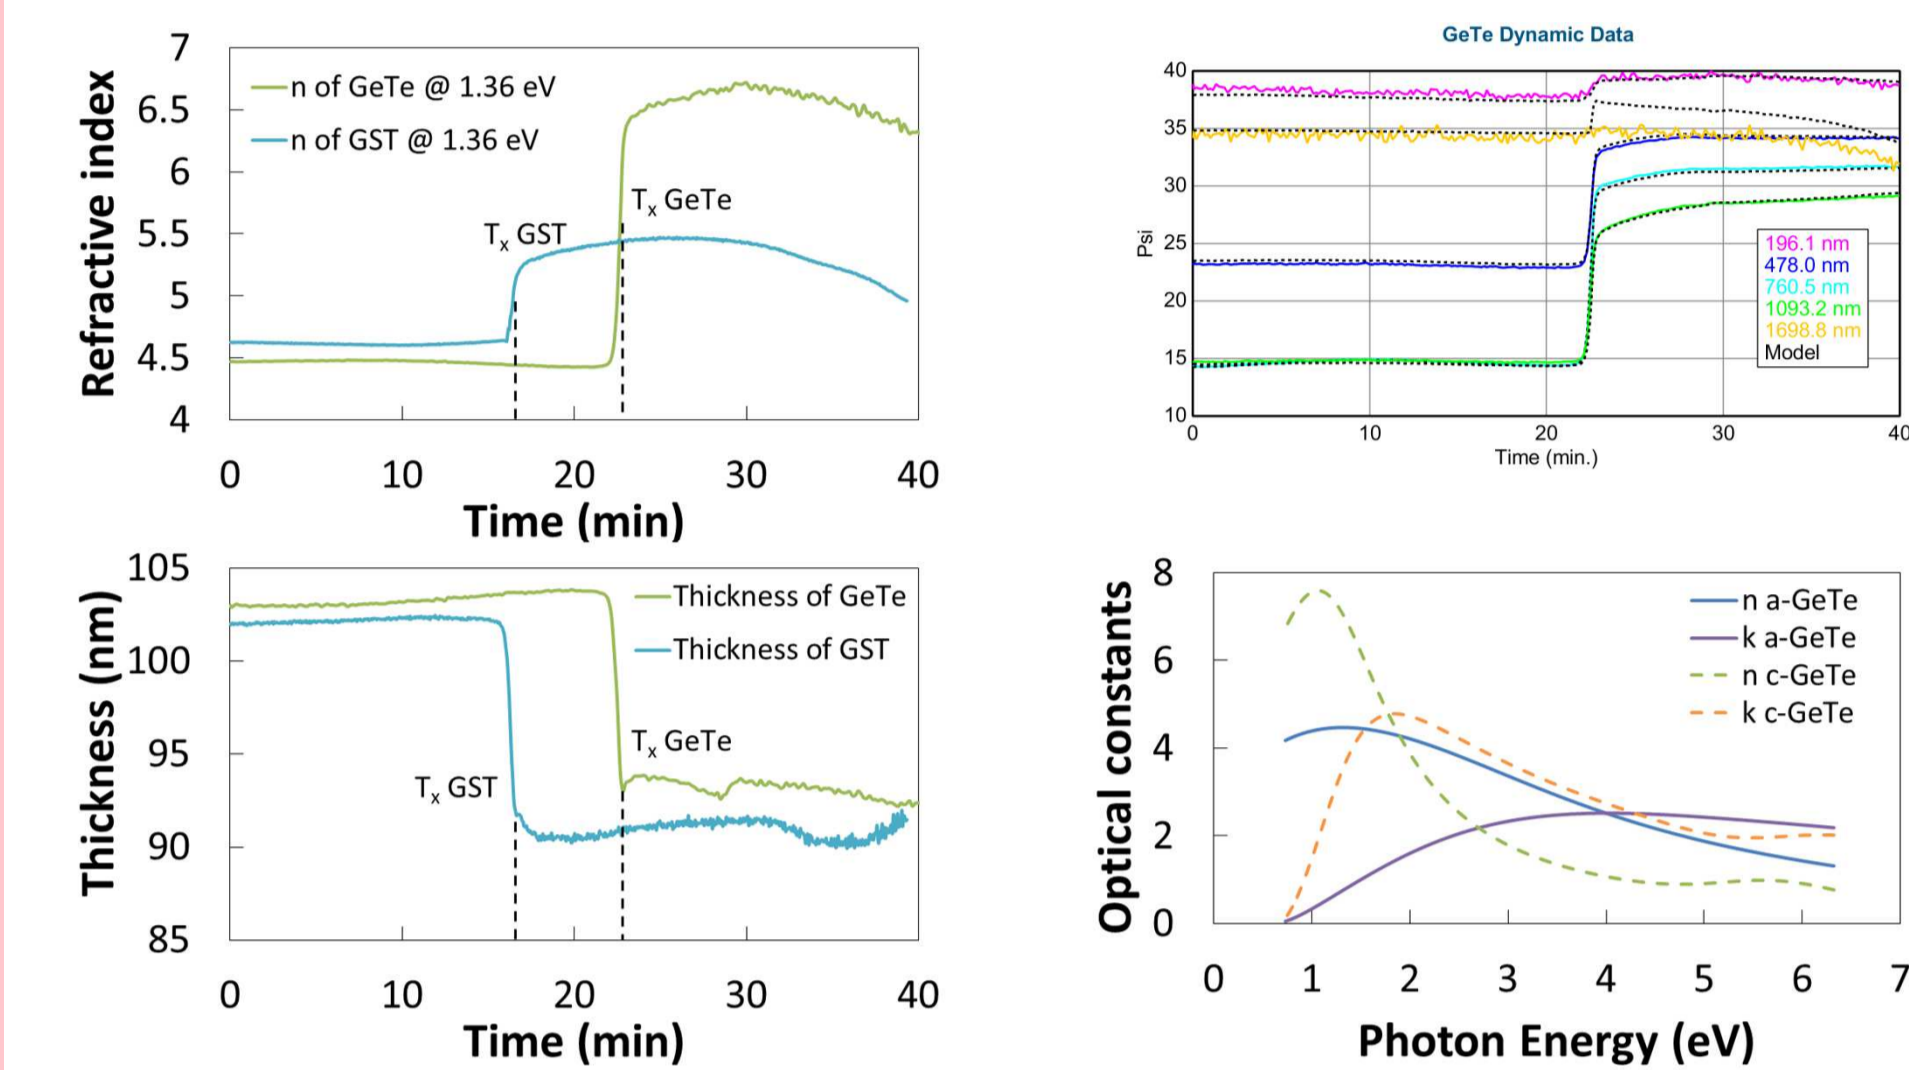 Refractive index
7
6.5
6
5.5
5
4.5
4
n of GeTe @ 1.36 eV
n of GST @ 1.36 eV
Tx GST
Tx GeTe
0 10 20 30 40
Time (min)
GeTe Dynamic Data
Psi
40
35
30
25
20
15
10
196.1 nm
478.0 nm
760.5 nm
1093.2 nm
1698.8 nm
Model
0 10 20 30 40
Time (min.)
Thickness (nm)
105
100
95
90
85
Thickness of GeTe
Thickness of GST
Tx GeTe
Tx GST
0 10 20 30 40
Time (min)
Optical constants
8
6
4
2
0
n a-GeTe
k a-GeTe
n c-GeTe
k c-GeTe
0 1 2 3 4 5 6 7
Photon Energy (eV)